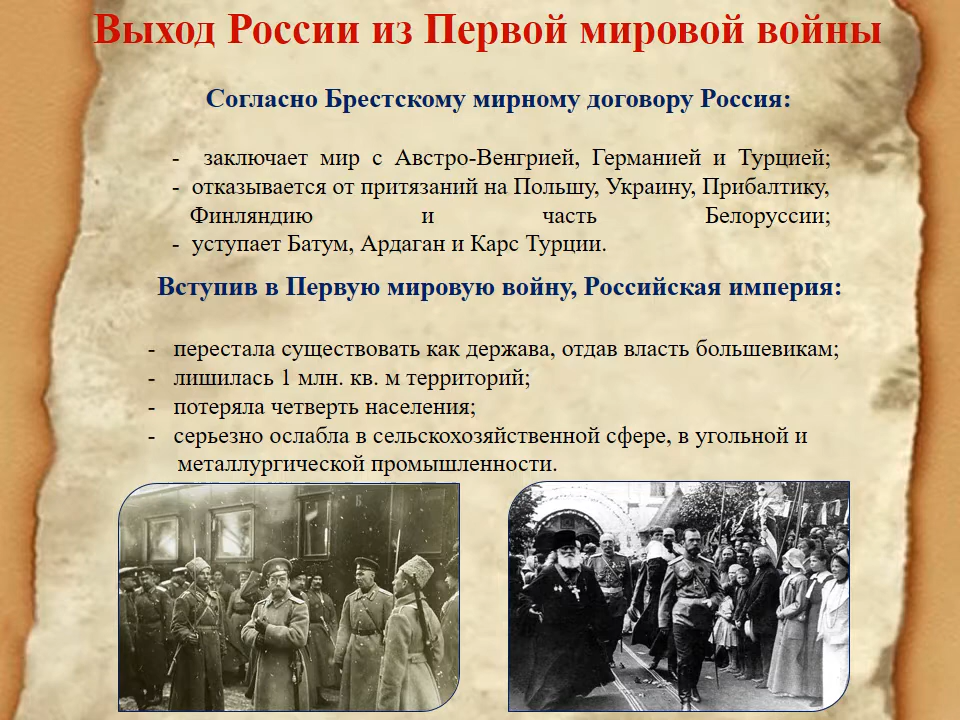 Выход России из Первой мировой войны
Согласно Брестскому мирному договору Россия:
- заключает мир с Австро-Венгрией, Германией и Турцией;
- отказывается от притязаний на Польшу, Украину, Прибалтику,
Финляндию и часть Белоруссии;
- уступает Батум, Ардаган и Карс Турции.
Вступив в Первую мировую войну, Российская империя:
- перестала существовать как держава, отдав власть большевикам;
- лишилась 1 млн. кв. м территорий;
- потеряла четверть населения;
- серьезно ослабла в сельскохозяйственной сфере, в угольной и
металлургической промышленности.